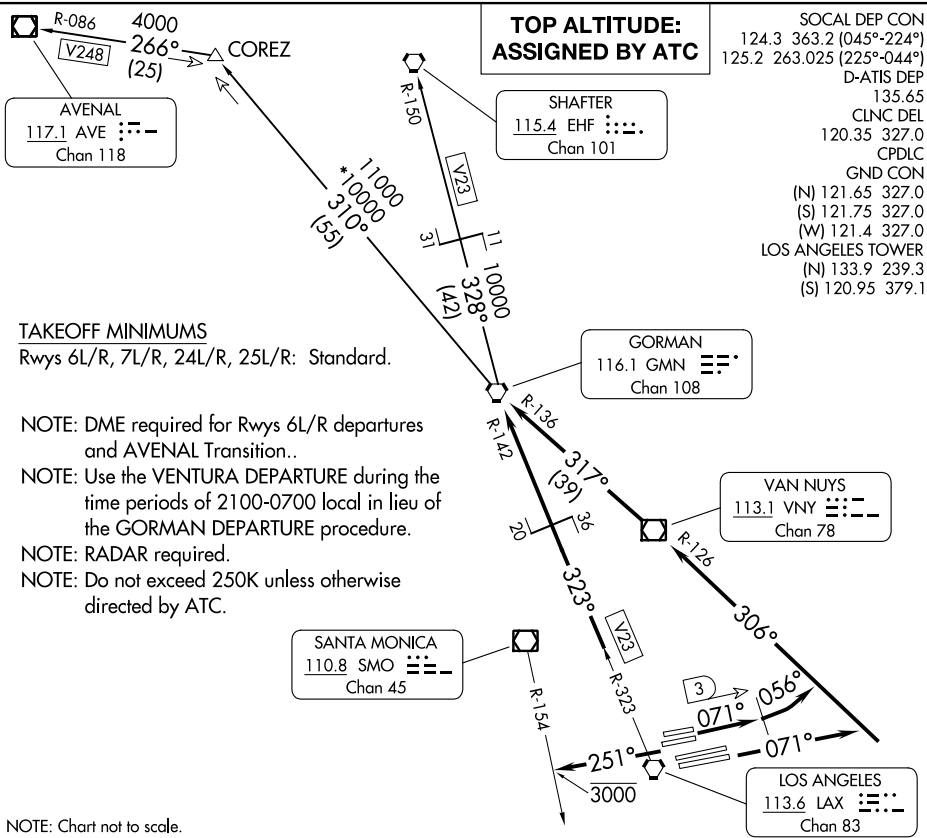 TOP ALTITUDE:
ASSIGNED BY ATC
SOCAL DEP CON
124.3 363.2 (045°-224°)
125.2 263.025 (225°-044°)
D-ATIS DEP
135.65
CLNC DEL
120.35 327.0
CPDLC
GND CON
(N) 121.65 327.0
(S) 121.75 327.0
(W) 121.4 327.0
LOS ANGELES TOWER
(N) 133.9 239.3
(S) 120.95 379.1
R-086
4000
V248
266°
(25)
COREZ
AVENAL
117.1 AVE
Chan 118
R-150
SHAFTER
115.4 EHF
Chan 101
V23
11000
*10000
310°
(55)
31
11
10000
328°
(42)
TAKEOFF MINIMUMS
Rwys 6L/R, 7L/R, 24L/R, 25L/R: Standard.
GORMAN
116.1 GMN
Chan 108
NOTE: DME required for Rwys 6L/R departures
and AVENAL Transition..
NOTE: Use the VENTURA DEPARTURE during the
time periods of 2100-0700 local in lieu of
the GORMAN DEPARTURE procedure.
NOTE: RADAR required.
NOTE: Do not exceed 250K unless otherwise
directed by ATC.
R-136
R-142
317°
(39)
VAN NUYS
113.1 VNY
Chan 78
20
36
R-126
323°
V23
306°
SANTA MONICA
110.8 SMO
Chan 45
R-154
R-323
3
071°
056°
251°
071°
3000
LOS ANGELES
113.6 LAX
Chan 83
NOTE: Chart not to scale.